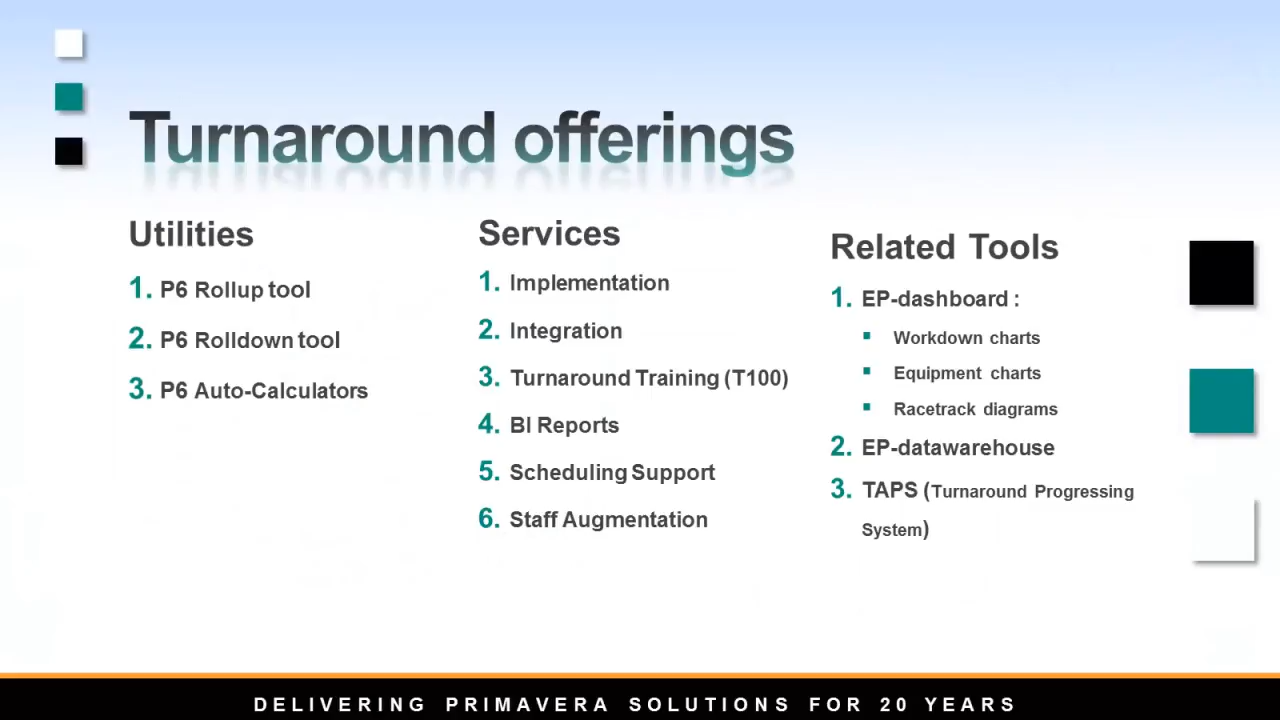 Turnaround offerings
Utilities
1. P6 Rollup tool
2. P6 Rolldown tool
3. P6 Auto-Calculators
Services
1. Implementation
2. Integration
3. Turnaround Training (T100)
4. BI Reports
5. Scheduling Support
6. Staff Augmentation
Related Tools
1. EP-dashboard :
▪ Workdown charts
▪ Equipment charts
▪ Racetrack diagrams
2. EP-datawarehouse
3. TAPS (Turnaround Progressing
System)
DELIVERING PRIMAVERA SOLUTIONS FOR 20 YEARS